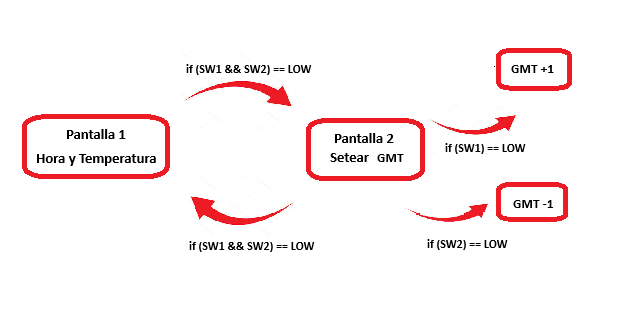 if (SW1 && SW2) == LOW
Pantalla 1
Hora y Temperatura
Pantalla 2
Setear GMT
GMT +1
if (SW1) == LOW
GMT -1
if (SW2) == LOW
if (SW1 && SW2) == LOW